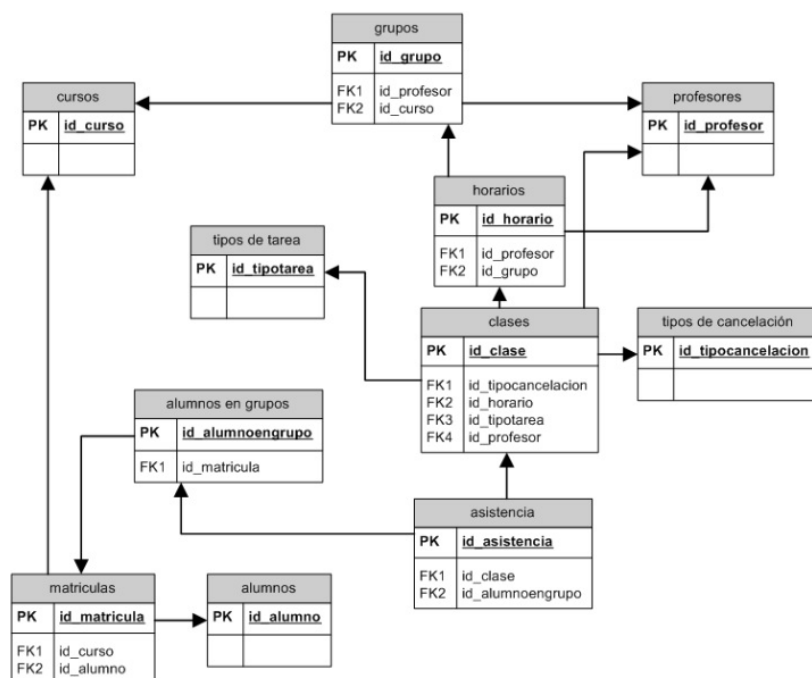 grupos
PK id_grupo
FK1 id_profesor
FK2 id_curso
cursos
PK id_curso
profesores
PK id_profesor
horarios
PK id_horario
FK1 id_profesor
FK2 id_grupo
tipos de tarea
PK id_tipotarea
clases
PK id_clase
FK1 id_tipocancelacion
FK2 id_horario
FK3 id_tipotarea
FK4 id_profesor
tipos de cancelación
PK id_tipocancelacion
alumnos en grupos
PK id_alumnoengrupo
FK1 id_matricula
asistencia
PK id_asistencia
FK1 id_clase
FK2 id_alumnoengrupo
matriculas
PK id_matricula
FK1 id_curso
FK2 id_alumno
alumnos
PK id_alumno